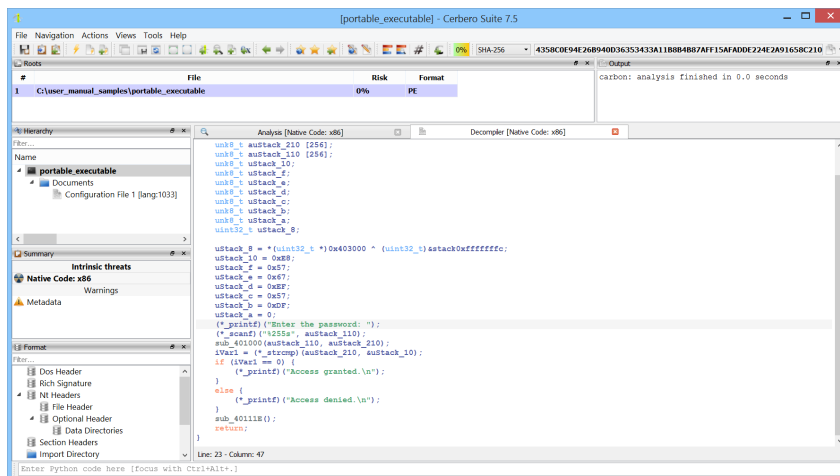 [portable_executable] - Cerbero Suite 7.5
File Navigation Actions Views Tools Help
0% SHA-256 4358C0E94E26B940D36353433A11B8B4B87AFF15AFADDE224E2A91658C210
Roots
# File Risk Format
1 C:\user_manual_samples\portable_executable 0% PE
Output
carbon: analysis finished in 0.0 seconds
Hierarchy
Filter...
Name
portable_executable
Documents
Configuration File 1 [lang:1033]
Summary
Intrinsic threats
Native Code: x86
Warnings
Metadata
Format
Filter...
Dos Header
Rich Signature
Nt Headers
File Header
Optional Header
Data Directories
Section Headers
Import Directory
Analysis [Native Code: x86]
Decompiler [Native Code: x86]
unk8_t auStack_210 [256];
unk8_t auStack_110 [256];
unk8_t uStack_10;
unk8_t uStack_f;
unk8_t uStack_e;
unk8_t uStack_d;
unk8_t uStack_c;
unk8_t uStack_b;
unk8_t uStack_a;
uint32_t uStack_8;
uStack_8 = *(uint32_t *)0x403000 ^ (uint32_t)&stack0xfffffffc;
uStack_10 = 0xE8;
uStack_f = 0x57;
uStack_e = 0x67;
uStack_d = 0xEF;
uStack_c = 0x57;
uStack_b = 0xDF;
uStack_a = 0;
(*_printf)("Enter the password: ");
(*_scanf)("%255s", auStack_110);
sub_401000(auStack_110, auStack_210);
iVar1 = (*_strcmp)(auStack_210, &uStack_10);
if (iVar1 == 0) {
(*_printf)("Access granted.\n");
}
else {
(*_printf)("Access denied.\n");
}
sub_40111E();
return;
}
Line: 23 - Column: 47
Enter Python code here [focus with Ctrl+Alt+.]